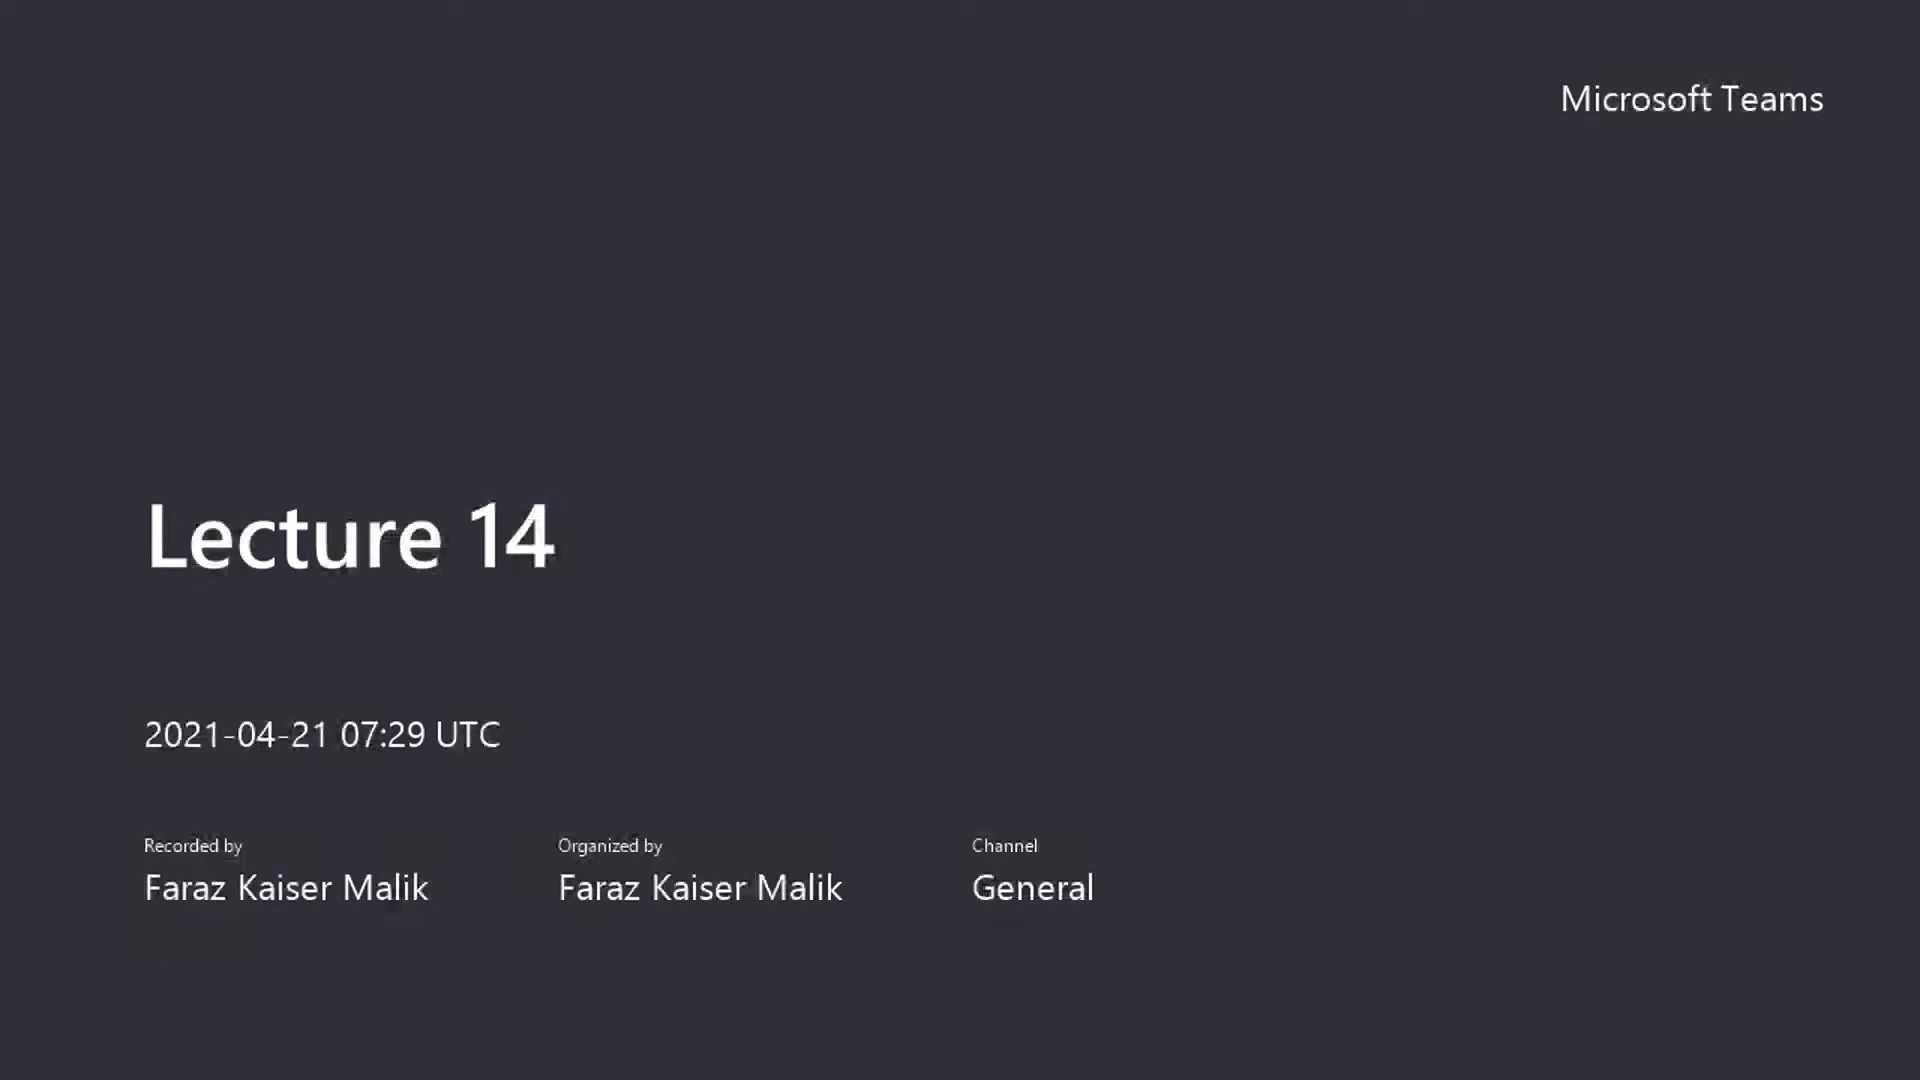 Microsoft Teams
Lecture 14
2021-04-21 07:29 UTC
Recorded by
Faraz Kaiser Malik
Organized by
Faraz Kaiser Malik
Channel
General